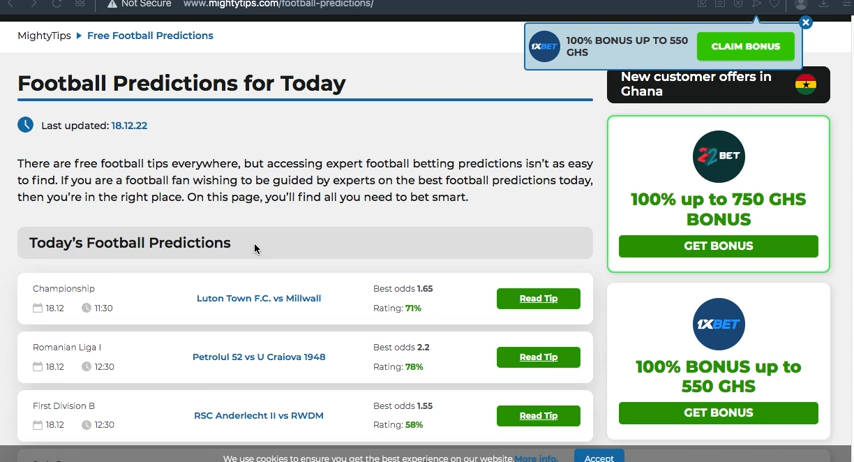 Not Secure www.mightytips.com/football-predictions/
MightyTips Free Football Predictions
1XBET 100% BONUS UP TO 550 GHS CLAIM BONUS
Football Predictions for Today
Last updated: 18.12.22
There are free football tips everywhere, but accessing expert football betting predictions isn't as easy
to find. If you are a football fan wishing to be guided by experts on the best football predictions today,
then you're in the right place. On this page, you'll find all you need to bet smart.
Today's Football Predictions
Championship
18.12 11:30
Luton Town F.C. vs Millwall
Best odds 1.65
Rating: 71%
Read Tip
Romanian Liga I
18.12 12:30
Petrolul 52 vs U Craiova 1948
Best odds 2.2
Rating: 78%
Read Tip
First Division B
18.12 12:30
RSC Anderlecht II vs RWDM
Best odds 1.55
Rating: 58%
Read Tip
New customer offers in
Ghana
22BET
100% up to 750 GHS
BONUS
GET BONUS
1XBET
100% BONUS up to
550 GHS
GET BONUS
We use cookies to ensure you get the best experience on our website. More info. Accept